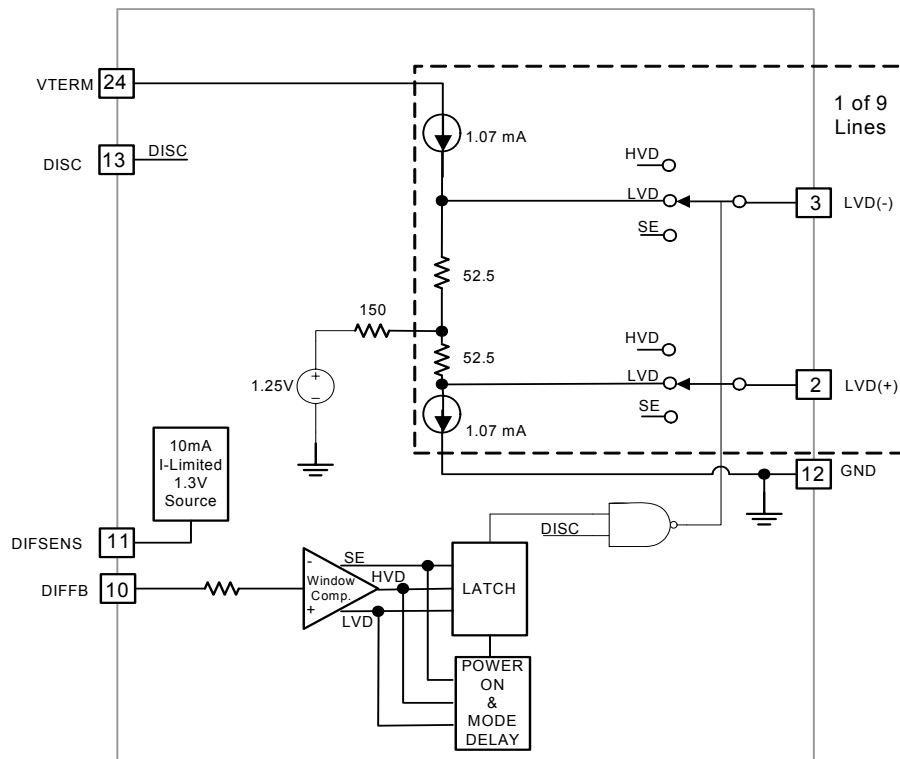 VTERM
24
1 of 9
Lines
1.07 mA
HVD
DISC
13
DISC
LVD
3
LVD(-)
SE
52.5
150
HVD
52.5
1.25V
+
–
LVD
2
LVD(+)
SE
1.07 mA
10mA
I-Limited
1.3V
Source
12
GND
DISC
DIFSENS
11
SE
DIFFB
10
-
Window
Comp.
+
HVD
LATCH
LVD
POWER
ON
&
MODE
DELAY